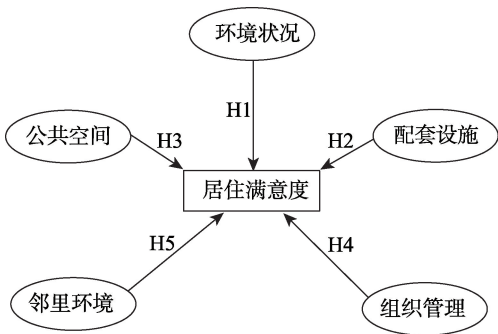 环境状况
H1
公共空间
H3
H2
配套设施
居住满意度
H5
H4
邻里环境
组织管理